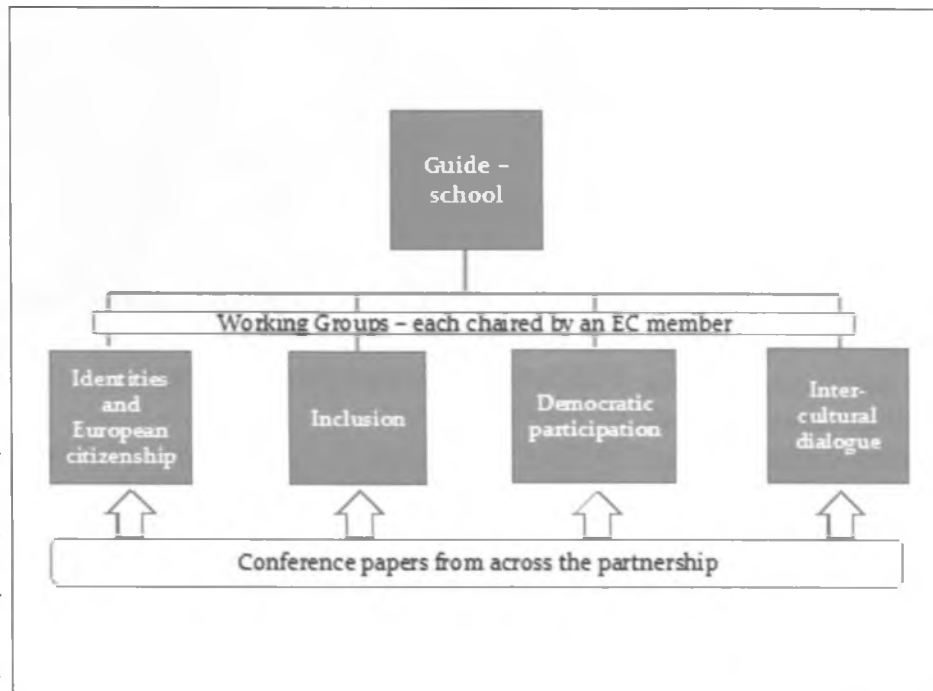 Guide –
school
Working Groups – each chaired by an EC member
Identities
and
European
citizenship
Inclusion
Democratic
participation
Inter-
cultural
dialogue
Conference papers from across the partnership